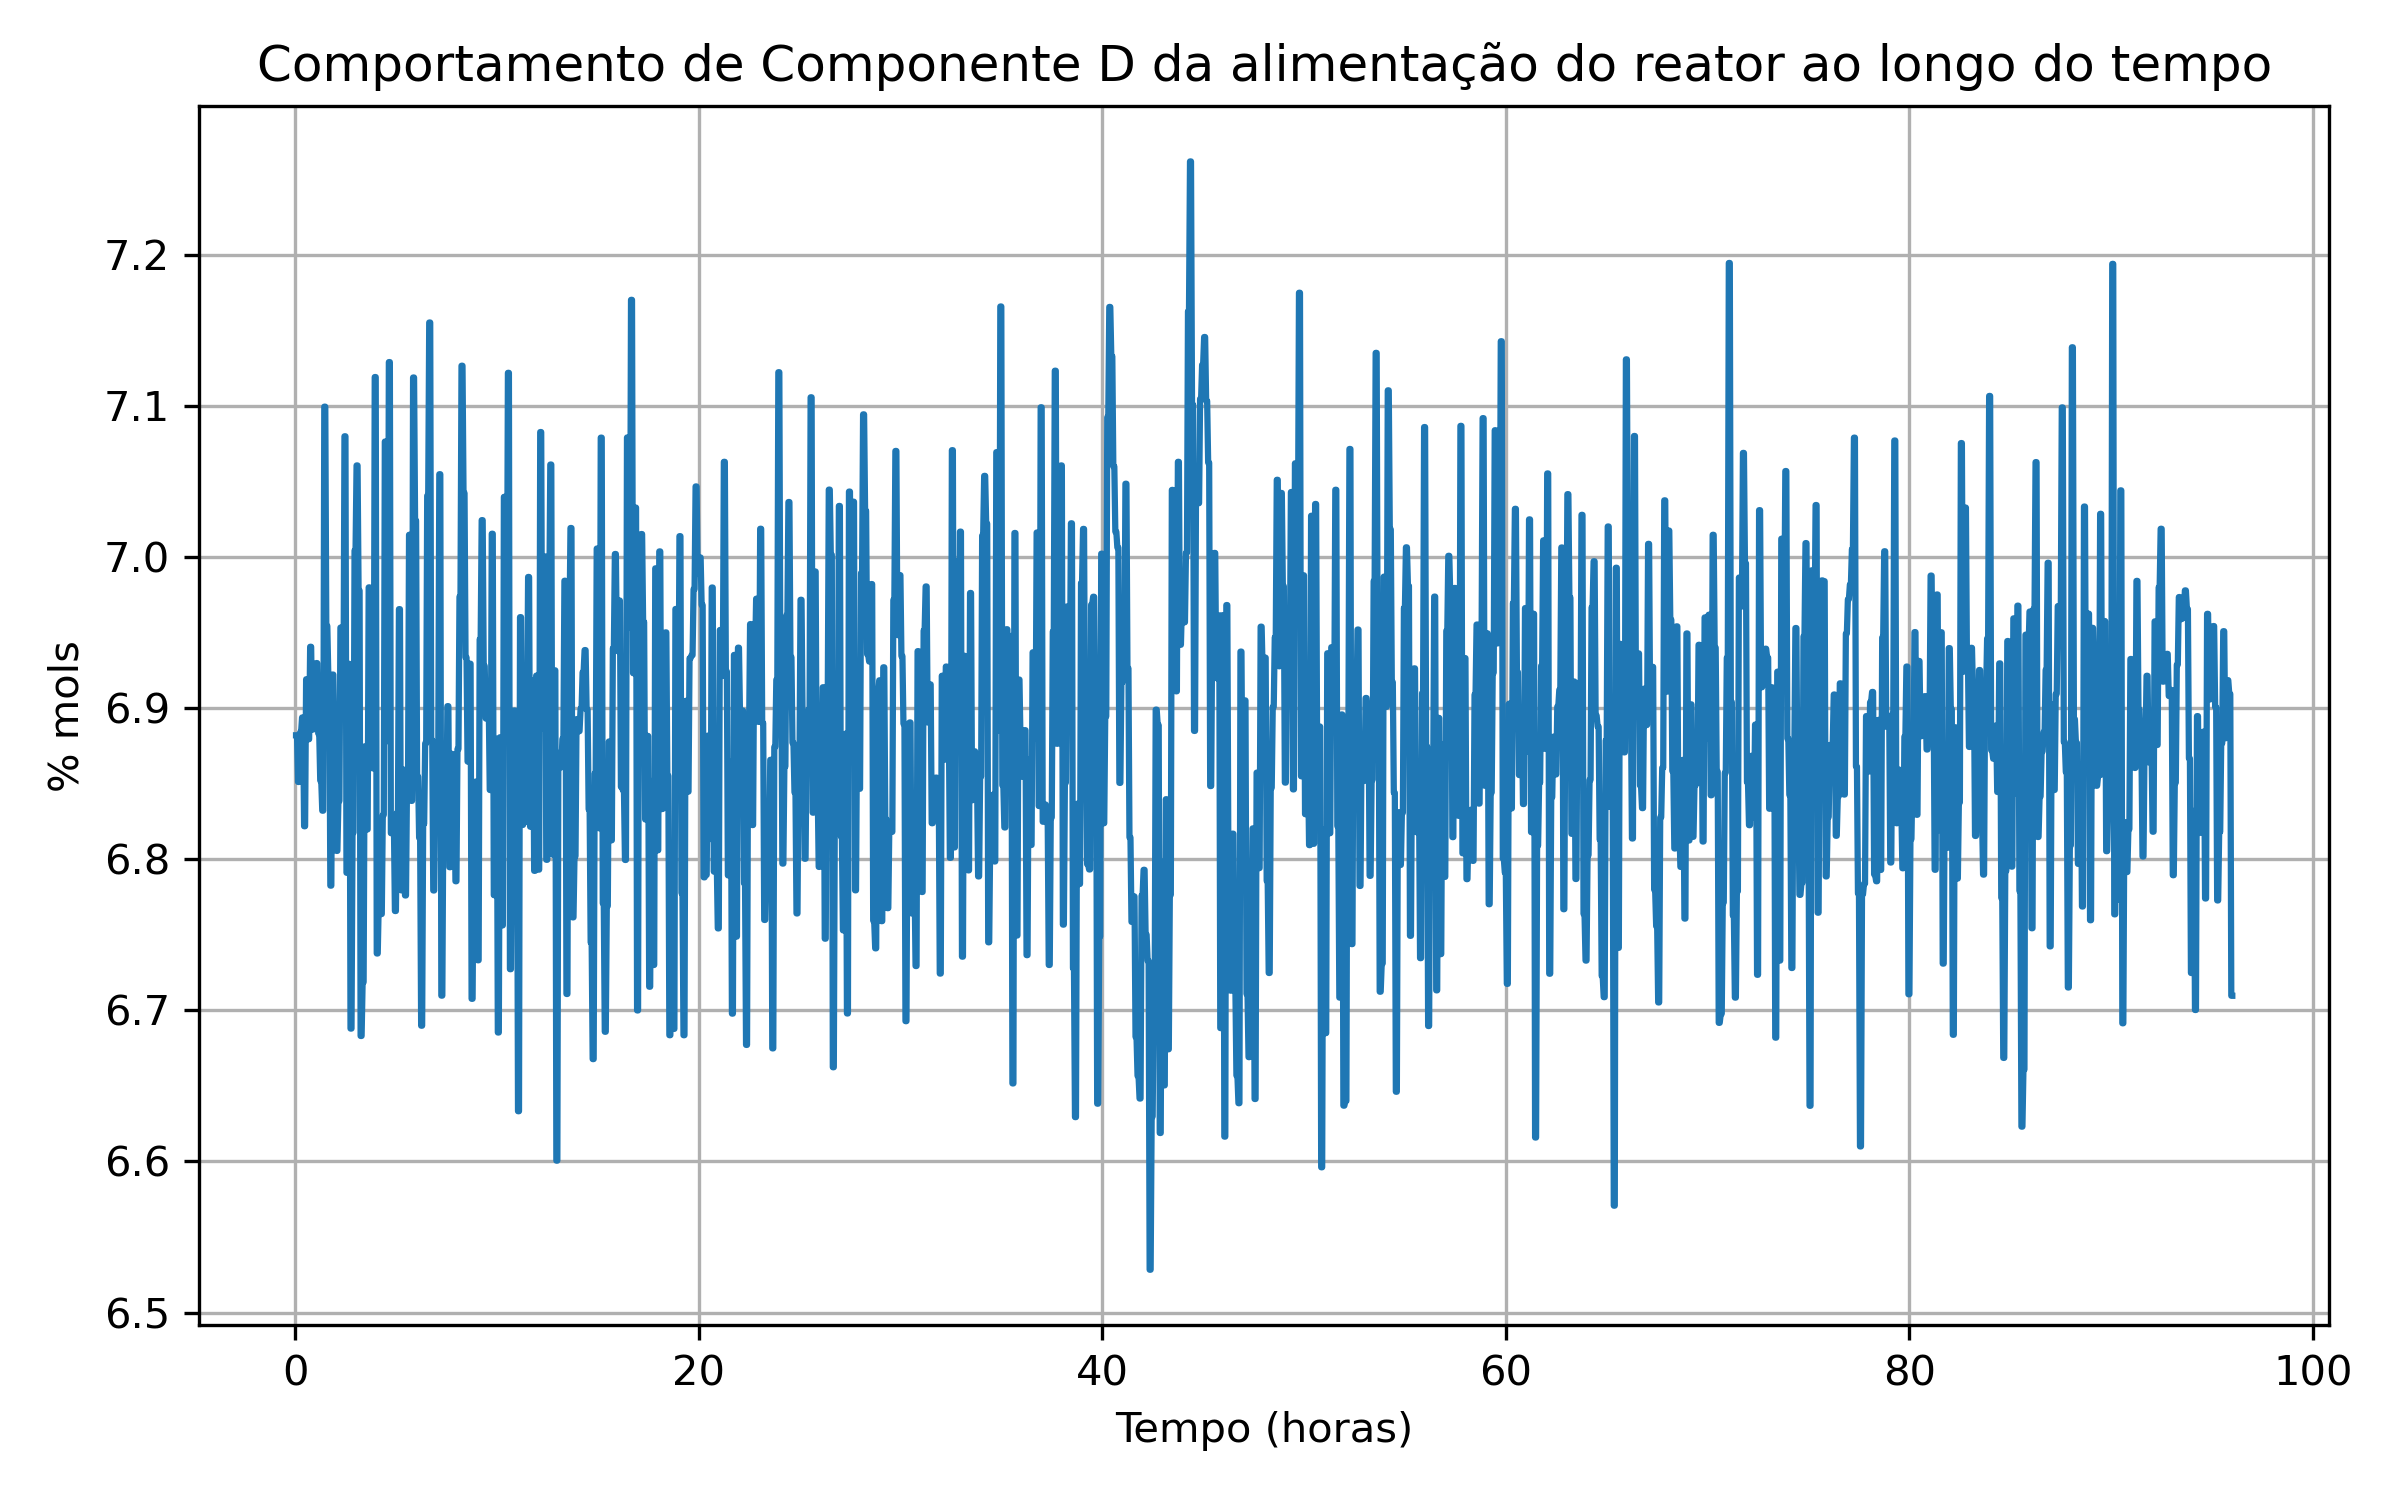 Comportamento de Componente D da alimentação do reator ao longo do tempo
% mols
7.2
7.1
7.0
6.9
6.8
6.7
6.6
6.5
0 20 40 60 80 100
Tempo (horas)